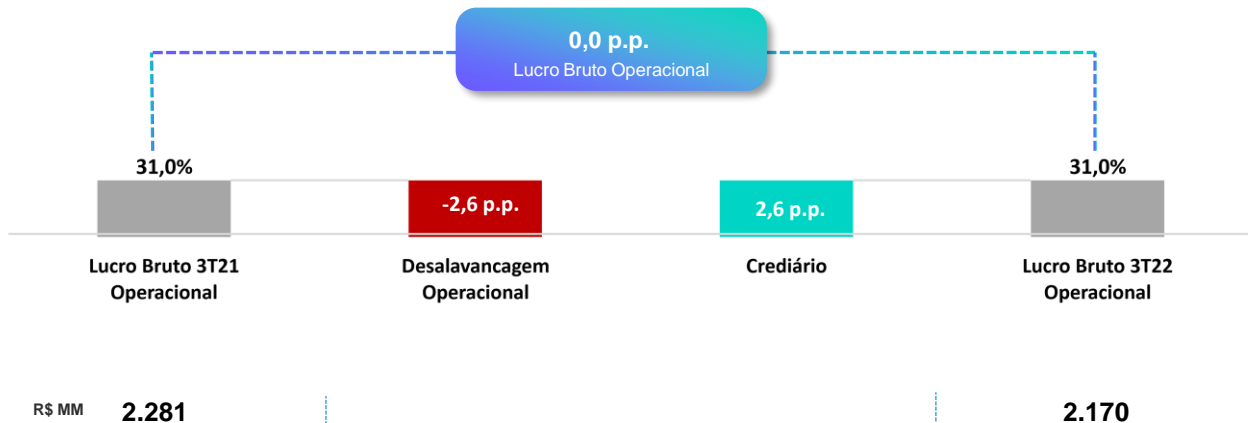 0,0 p.p.
Lucro Bruto Operacional
31,0%
31,0%
-2,6 p.p.
2,6 p.p.
Lucro Bruto 3T21
Operacional
Desalavancagem
Operacional
Crediário
Lucro Bruto 3T22
Operacional
R$ MM
2.281
2.170